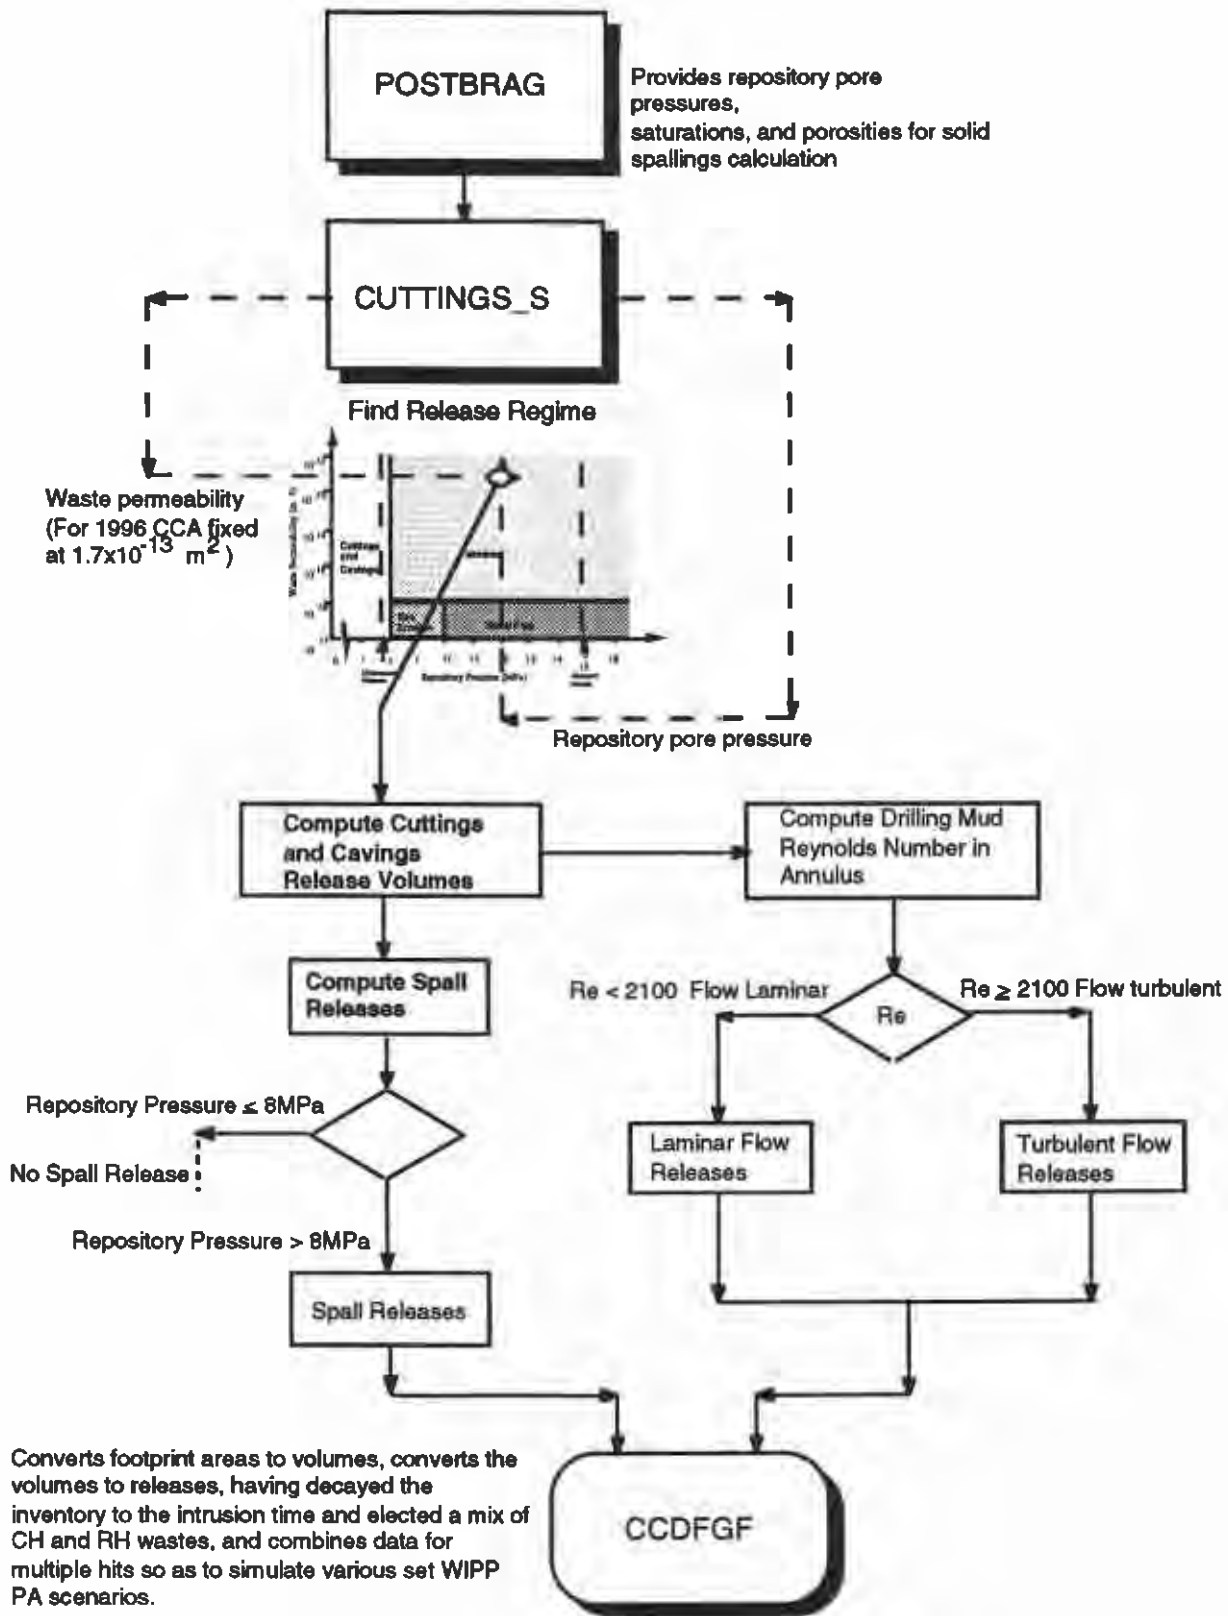 POSTBRAG
Provides repository pore
pressures,
saturations, and porosities for solid
spallings calculation
CUTTINGS_S
Find Release Regime
Waste permeability
(For 1996 CCA fixed
at 1.7x10-13 m2)
Cuttings
and
Cavings
Repository Pressure (MPa)
Repository pore pressure
Compute Cuttings
and Cavings
Release Volumes
Compute Drilling Mud
Reynolds Number in
Annulus
Compute Spall
Releases
Re < 2100 Flow Laminar
Re
Re ≥ 2100 Flow turbulent
Repository Pressure ≤ 8MPa
No Spall Release
Laminar Flow
Releases
Turbulent Flow
Releases
Repository Pressure > 8MPa
Spall Releases
Converts footprint areas to volumes, converts the
volumes to releases, having decayed the
inventory to the intrusion time and elected a mix of
CH and RH wastes, and combines data for
multiple hits so as to simulate various set WIPP
PA scenarios.
CCDFGF